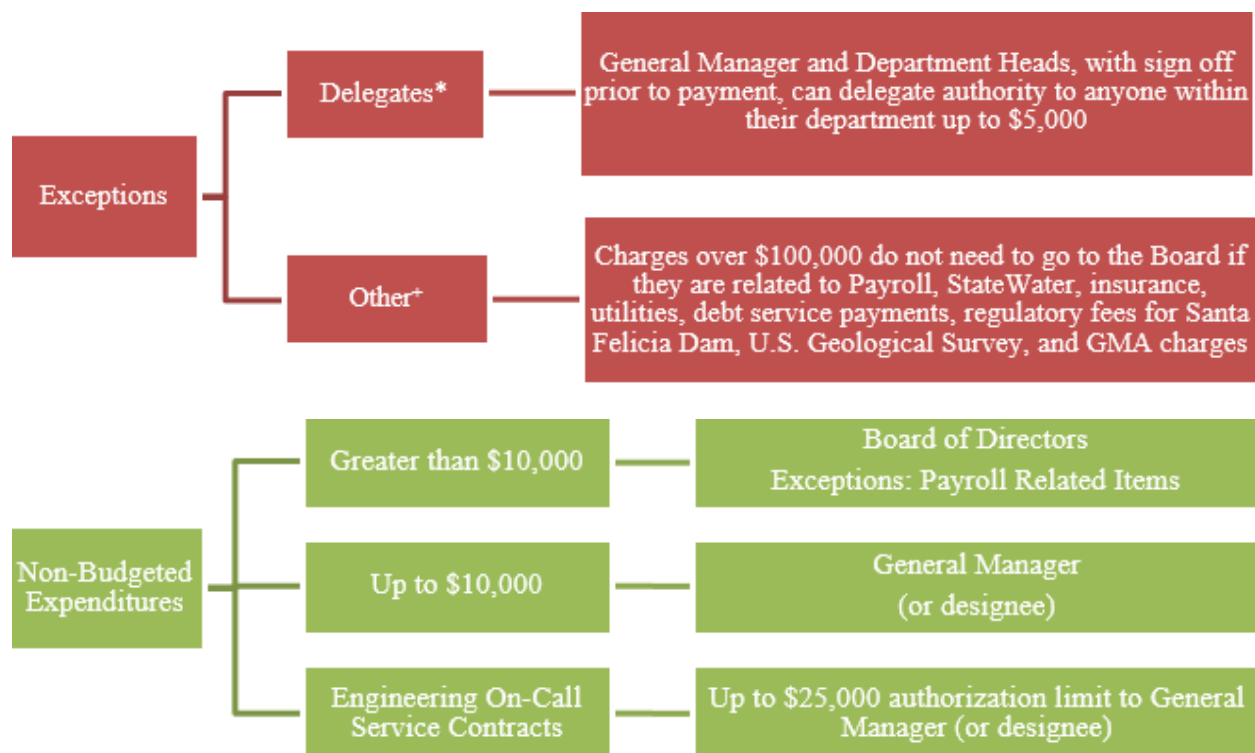 Exceptions
Delegates*
General Manager and Department Heads, with sign off
prior to payment, can delegate authority to anyone within
their department up to $5,000
Other⁺
Charges over $100,000 do not need to go to the Board if
they are related to Payroll, StateWater, insurance,
utilities, debt service payments, regulatory fees for Santa
Felicia Dam, U.S. Geological Survey, and GMA charges
Non-Budgeted
Expenditures
Greater than $10,000
Board of Directors
Exceptions: Payroll Related Items
Up to $10,000
General Manager
(or designee)
Engineering On-Call
Service Contracts
Up to $25,000 authorization limit to General
Manager (or designee)